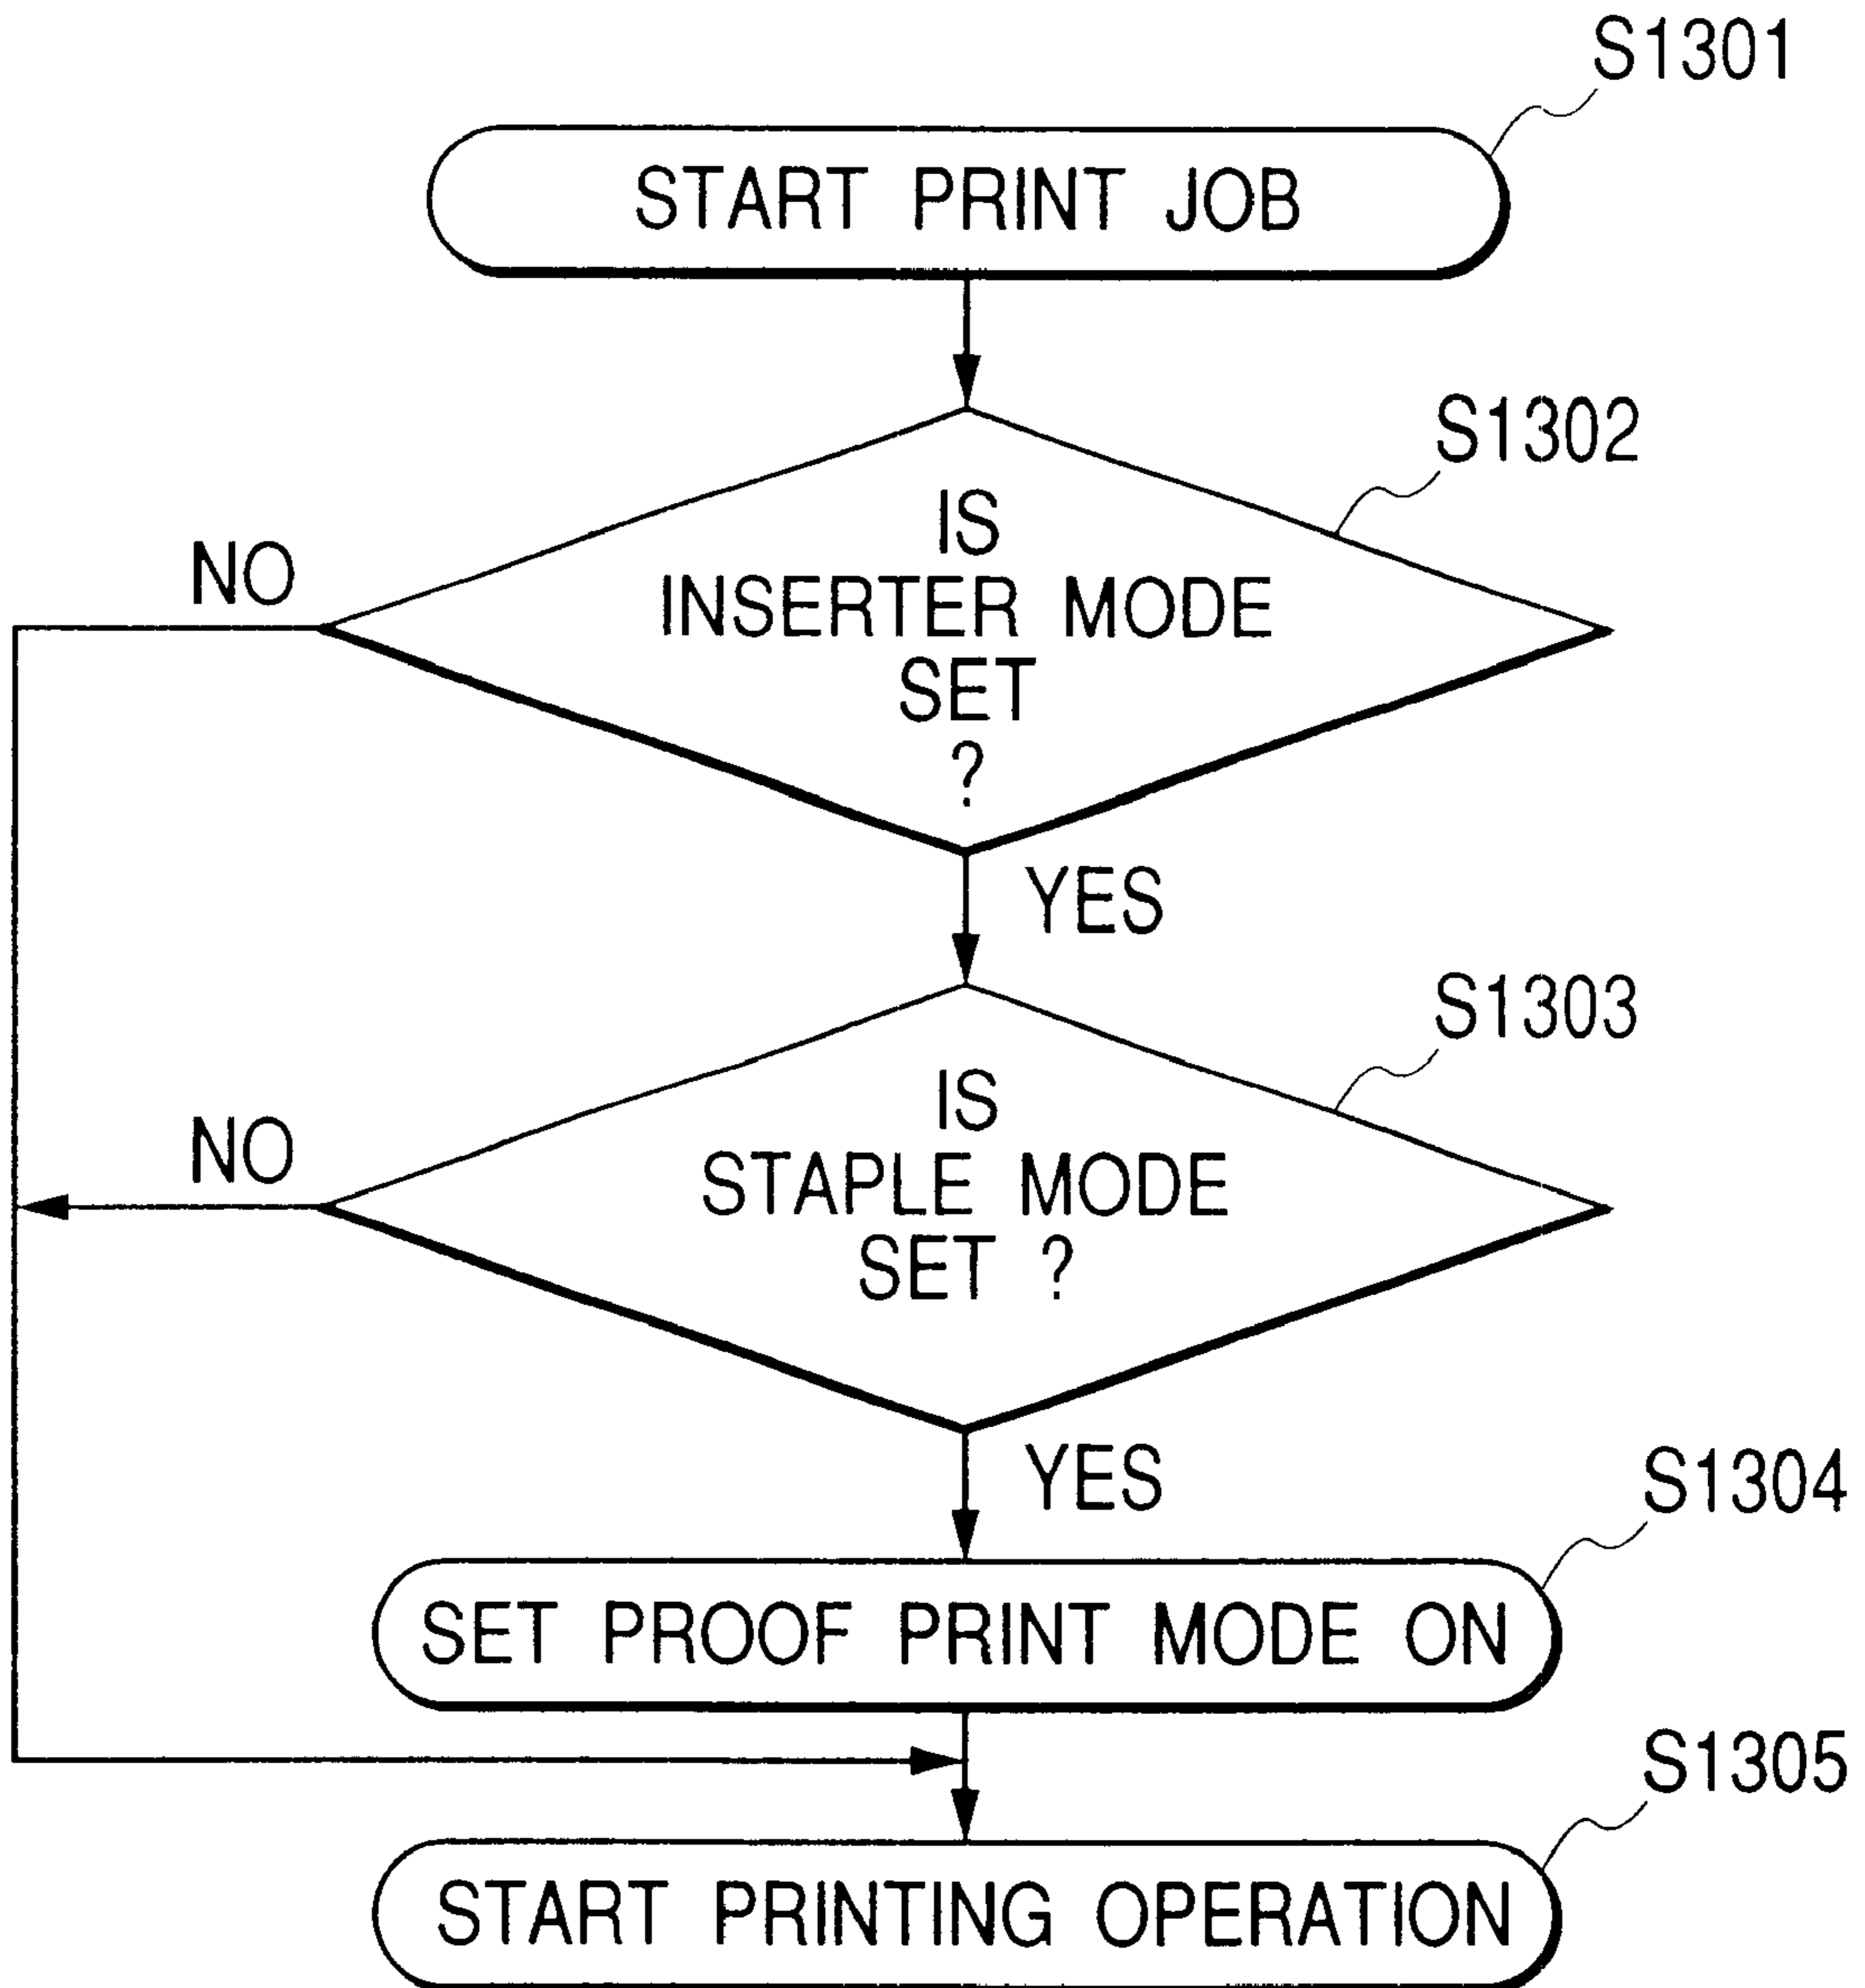 S1301
START PRINT JOB
S1302
IS
INSERTER MODE
SET
?
NO
YES
S1303
IS
STAPLE MODE
SET ?
NO
YES
S1304
SET PROOF PRINT MODE ON
S1305
START PRINTING OPERATION